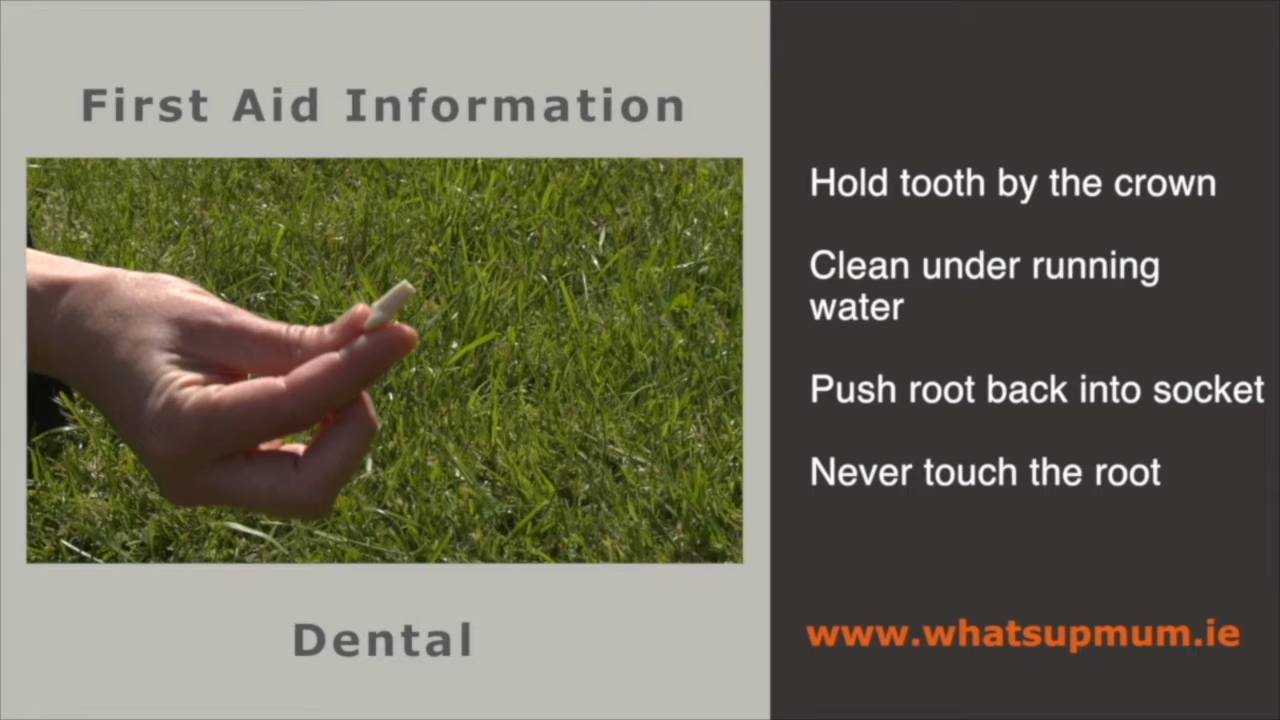 First Aid Information
Dental
Hold tooth by the crown
Clean under running
water
Push root back into socket
Never touch the root
www.whatsupmum.ie